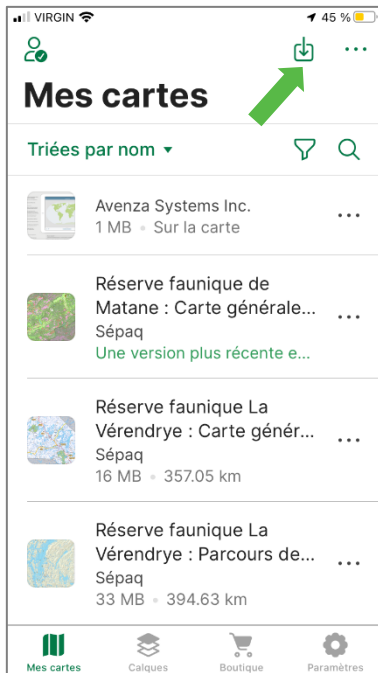 VIRGIN
45 %
Mes cartes
Triées par nom
Avenza Systems Inc.
1 MB • Sur la carte
Réserve faunique de
Matane : Carte générale...
Sépaq
Une version plus récente e...
Réserve faunique La
Vérendrye : Carte génér...
Sépaq
16 MB • 357.05 km
Réserve faunique La
Vérendrye : Parcours de...
Sépaq
33 MB • 394.63 km
Mes cartes
Calques
Boutique
Paramètres